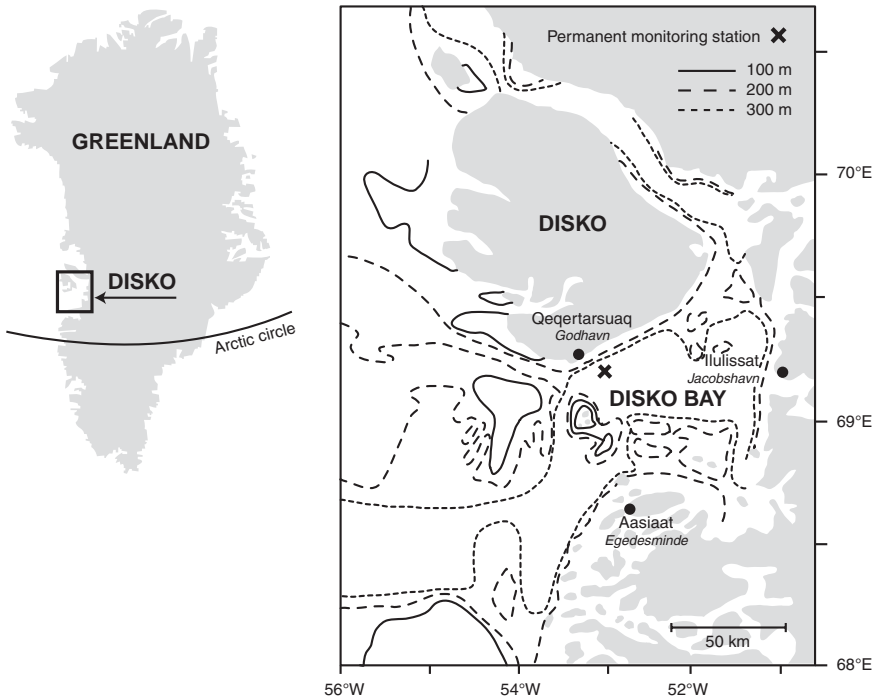 GREENLAND
DISKO
Arctic circle
Permanent monitoring station
100 m
200 m
300 m
70°E
DISKO
Qeqertarsuaq
Godhavn
Ilulissat
Jacobshavn
DISKO BAY
69°E
Aasiaat
Egedesminde
50 km
68°E
56°W
54°W
52°W